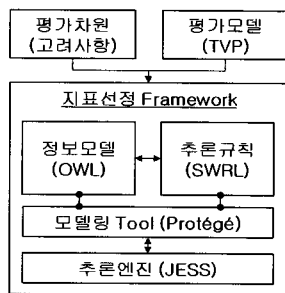 평가차원
(고려사항)
평가모델
(TVP)
지표선정 Framework
정보모델
(OWL)
추론규칙
(SWRL)
모델링 Tool (Protégé)
추론엔진 (JESS)